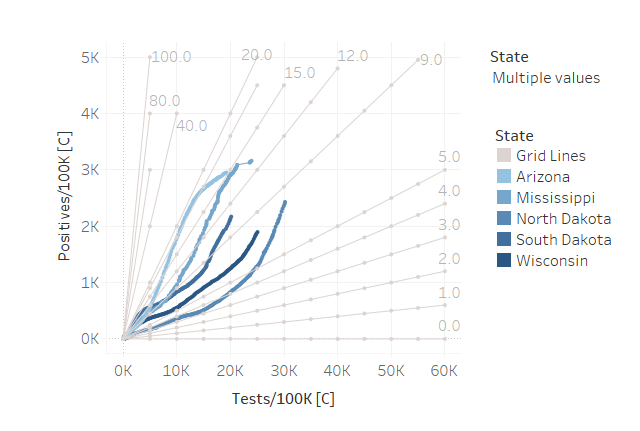 5K
4K
3K
2K
1K
0K
Positives/100K [C]
0K
10K
20K
30K
40K
50K
60K
Tests/100K [C]
100.0
80.0
40.0
20.0
15.0
12.0
9.0
5.0
4.0
3.0
2.0
1.0
0.0
State
Multiple values
State
Grid Lines
Arizona
Mississippi
North Dakota
South Dakota
Wisconsin